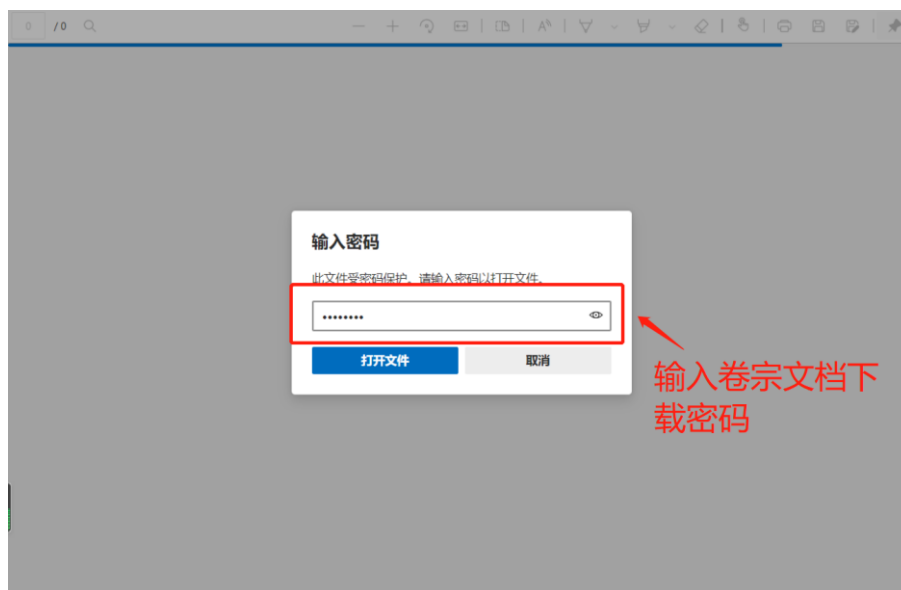 0 /0
输入密码
此文件受密码保护。请输入密码以打开文件。
••••••••
打开文件 取消
输入卷宗文档下
载密码